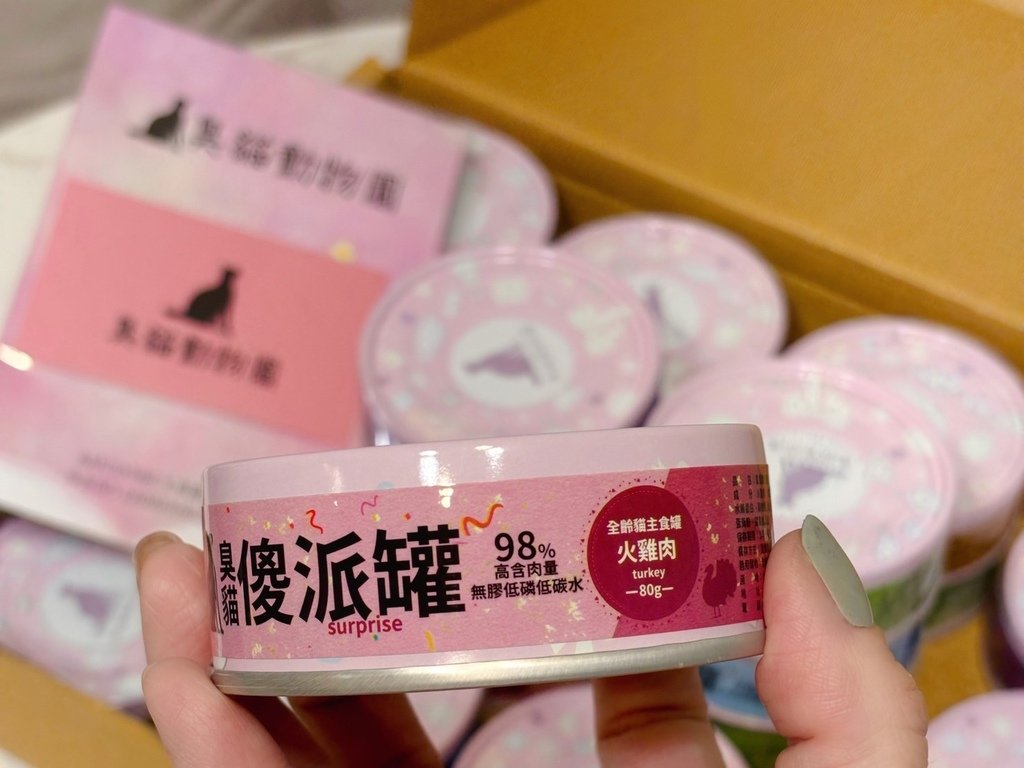 臭貓動物園
臭貓動物園
臭貓
傻派罐
surprise
98%
高含肉量
無膠低磷低碳水
全齡貓主食罐
火雞肉
turkey
—80g—